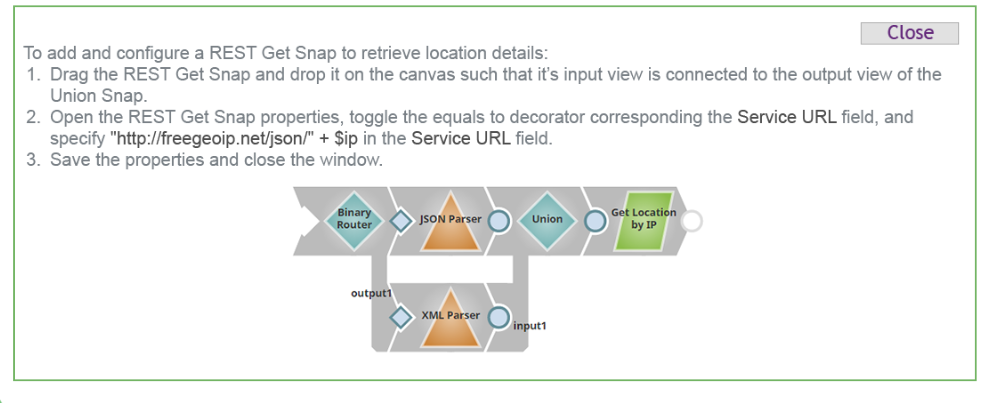 Close
To add and configure a REST Get Snap to retrieve location details:
1. Drag the REST Get Snap and drop it on the canvas such that it's input view is connected to the output view of the
Union Snap.
2. Open the REST Get Snap properties, toggle the equals to decorator corresponding the Service URL field, and
specify "http://freegeoip.net/json/" + $ip in the Service URL field.
3. Save the properties and close the window.
Binary
Router
JSON Parser
Union
Get Location
by IP
output1
XML Parser
input1